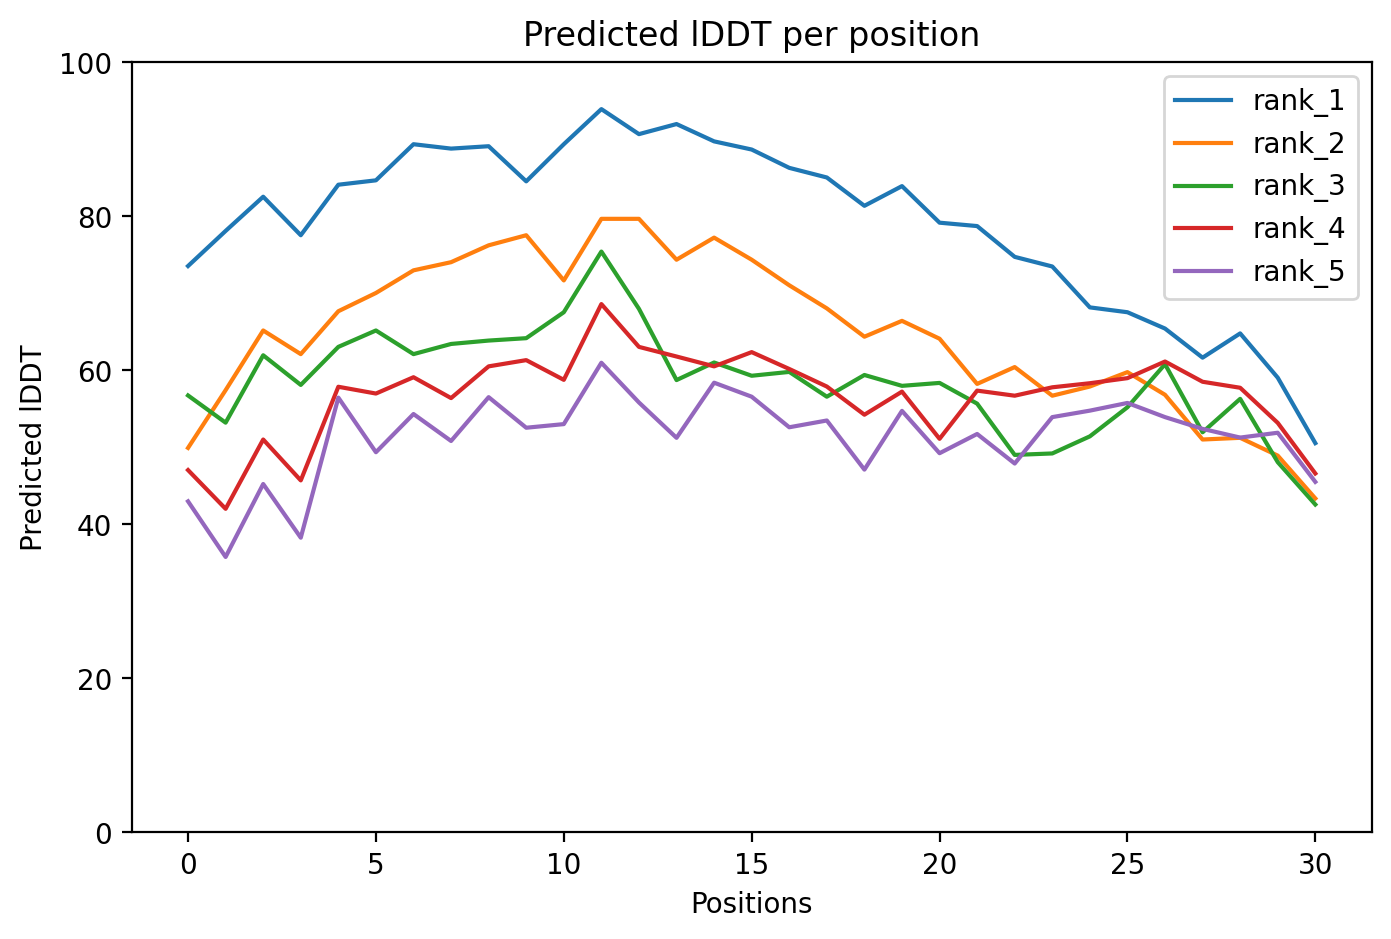 Predicted lDDT per position
Predicted lDDT
100
80
60
40
20
0
rank_1
rank_2
rank_3
rank_4
rank_5
0 5 10 15 20 25 30
Positions